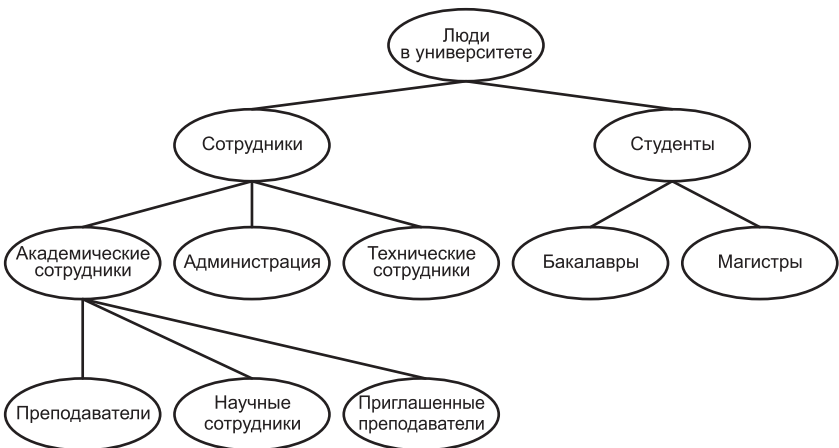 Люди
в университете
Сотрудники
Студенты
Академические
сотрудники
Администрация
Технические
сотрудники
Бакалавры
Магистры
Преподаватели
Научные
сотрудники
Приглашенные
преподаватели